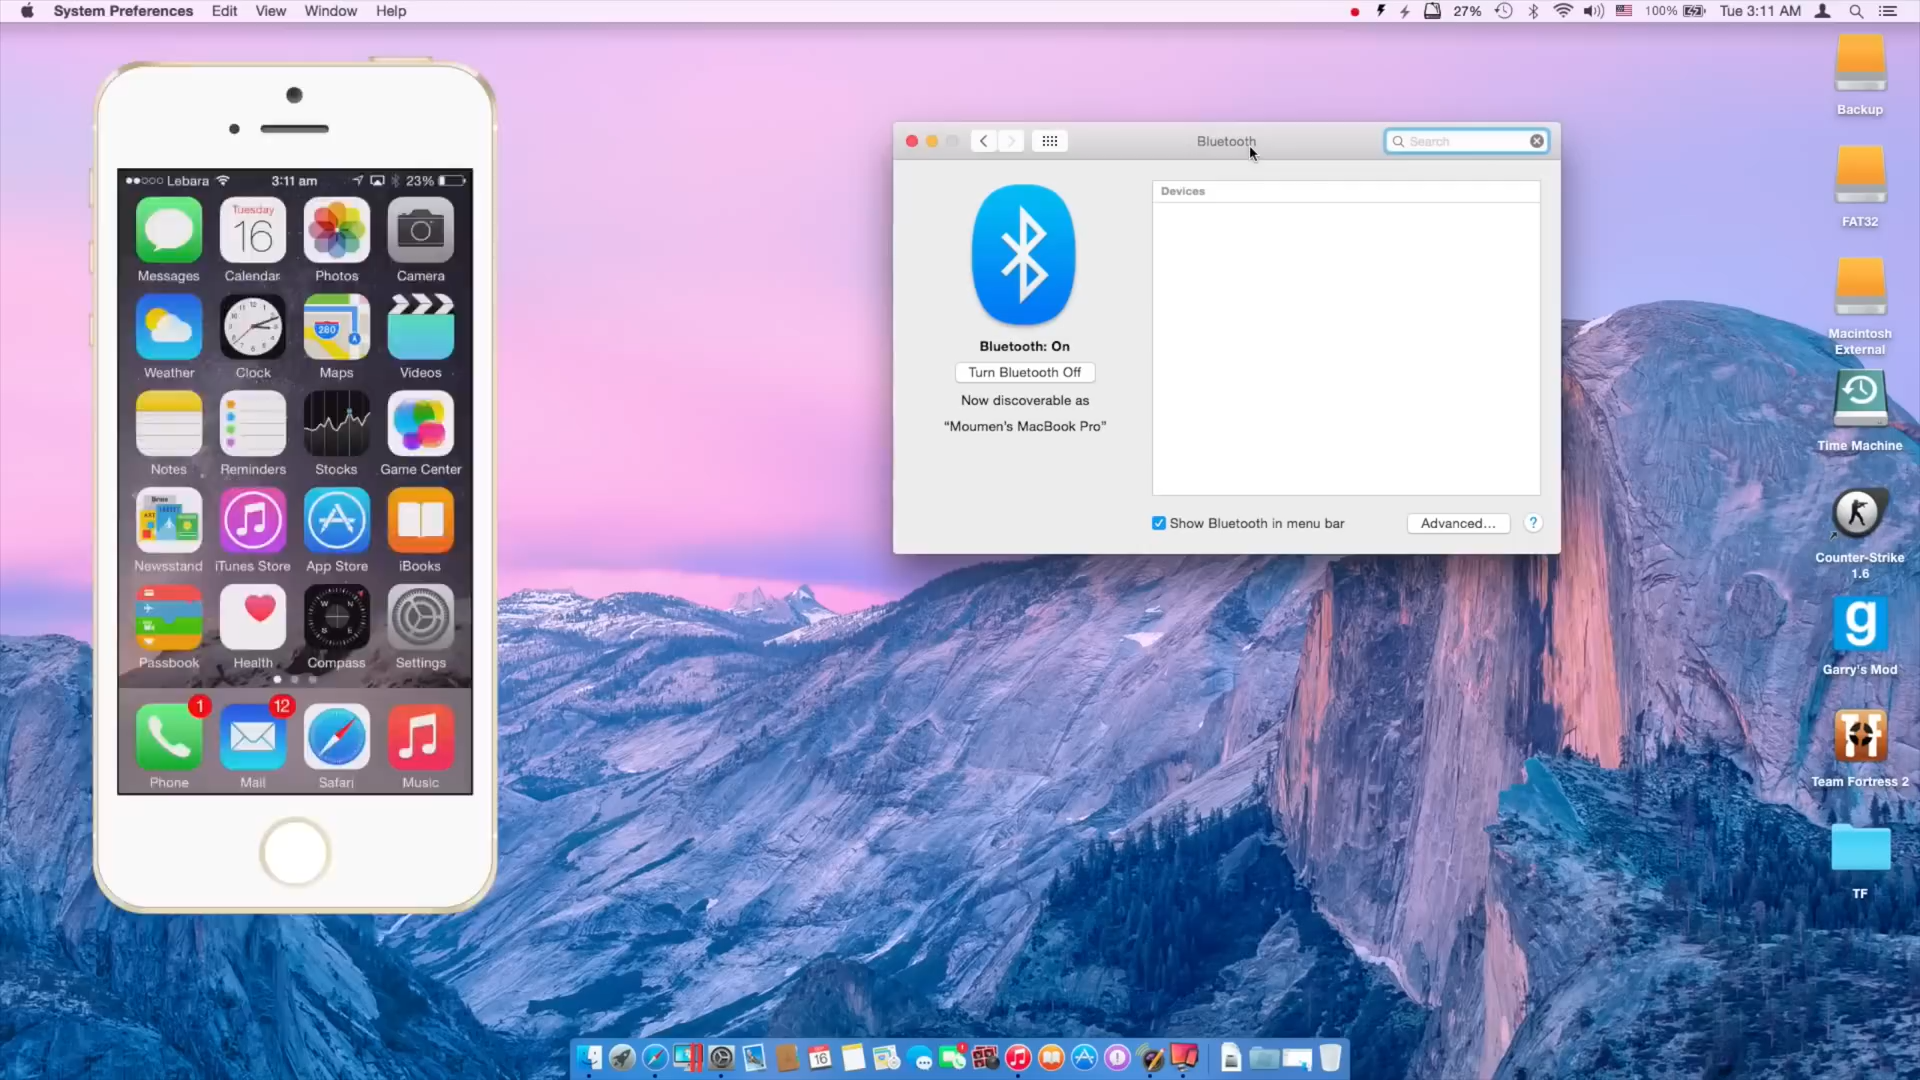 System Preferences Edit View Window Help
27% 100% Tue 3:11 AM
Lebara 3:11 am 23%
Tuesday
16
Messages Calendar Photos Camera
280
Weather Clock Maps Videos
Notes Reminders Stocks Game Center
Newsstand iTunes Store App Store iBooks
Passbook Health Compass Settings
1 12
Phone Mail Safari Music
Bluetooth
Search
Devices
Bluetooth: On
Turn Bluetooth Off
Now discoverable as
“Moumen’s MacBook Pro”
Show Bluetooth in menu bar
Advanced...
?
Backup
FAT32
Macintosh
External
Time Machine
Counter-Strike
1.6
g
Garry's Mod
Team Fortress 2
TF
16